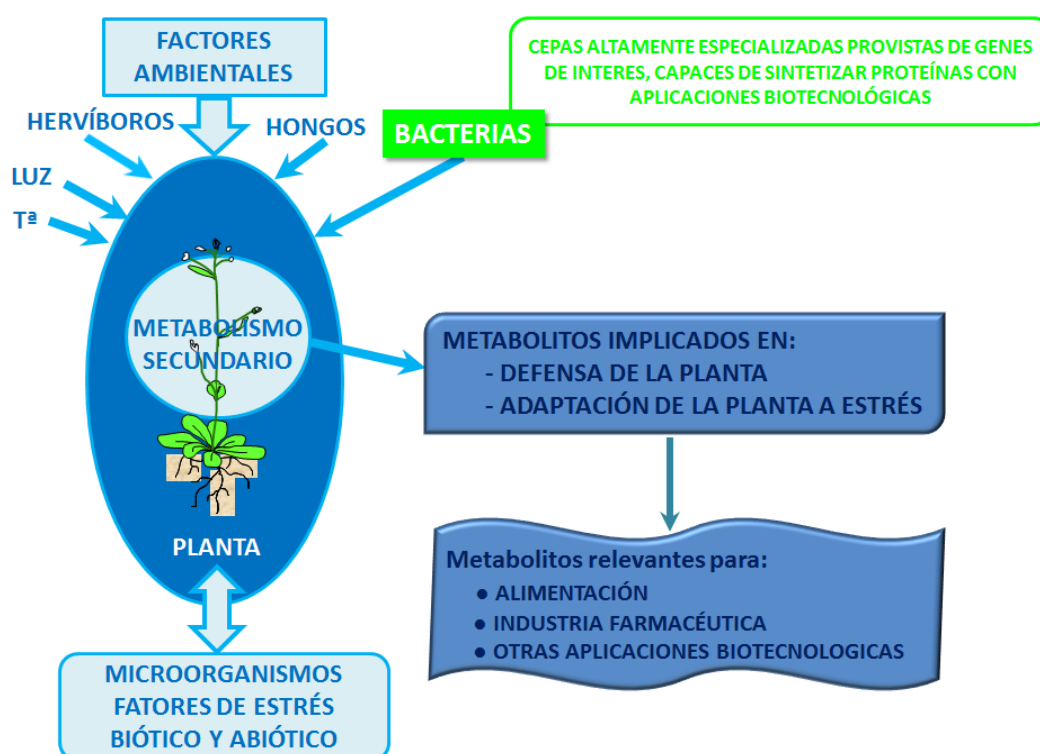 FACTORES
AMBIENTALES
CEPAS ALTAMENTE ESPECIALIZADAS PROVISTAS DE GENES
DE INTERES, CAPACES DE SINTETIZAR PROTEÍNAS CON
APLICACIONES BIOTECNOLÓGICAS
HERVÍBOROS
HONGOS
BACTERIAS
LUZ
Tª
METABOLISMO
SECUNDARIO
METABOLITOS IMPLICADOS EN:
- DEFENSA DE LA PLANTA
- ADAPTACIÓN DE LA PLANTA A ESTRÉS
PLANTA
Metabolitos relevantes para:
● ALIMENTACIÓN
● INDUSTRIA FARMACÉUTICA
● OTRAS APLICACIONES BIOTECNOLOGICAS
MICROORGANISMOS
FATORES DE ESTRÉS
BIÓTICO Y ABIÓTICO